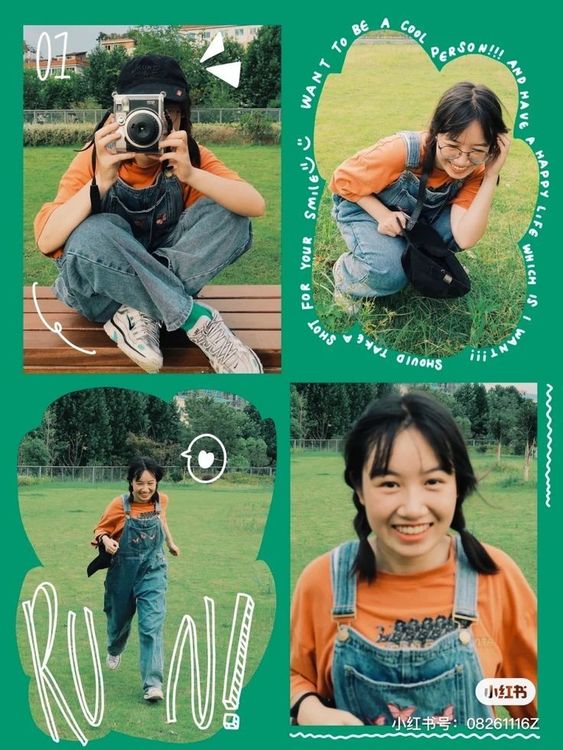 01
WANT TO BE A COOL PERSON!!! AND HAVE A HAPPY LIFE WHICH IS I WANT!!!
SHOULD TAKE A SHOT FOR YOUR SMILE
RUN!
小红书
小红书号：08261116Z